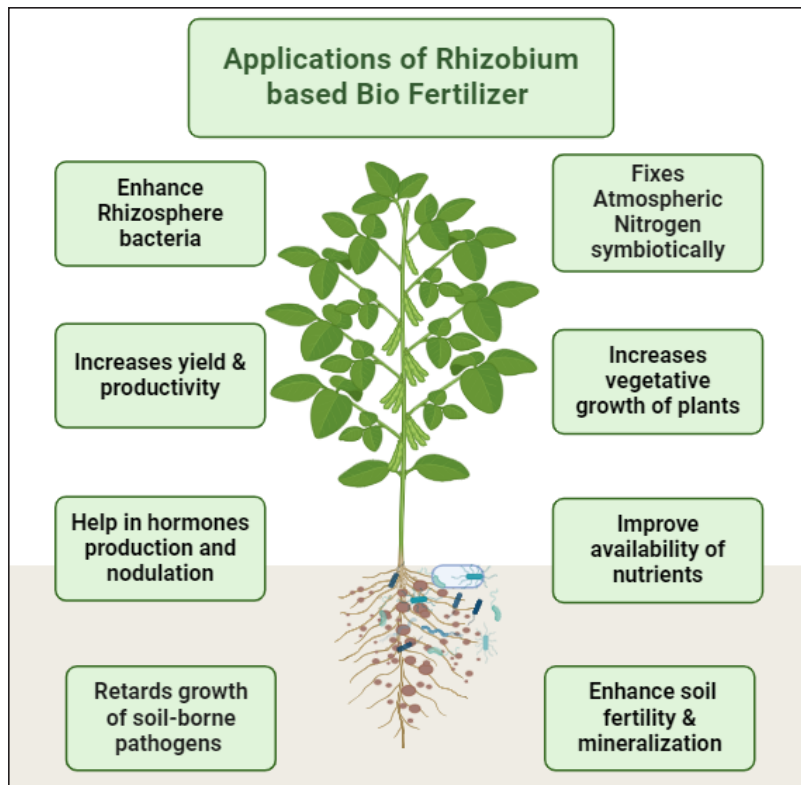 Applications of Rhizobium
based Bio Fertilizer
Enhance
Rhizosphere
bacteria
Fixes
Atmospheric
Nitrogen
symbiotically
Increases yield &
productivity
Increases
vegetative
growth of plants
Help in hormones
production and
nodulation
Improve
availability of
nutrients
Retards growth
of soil-borne
pathogens
Enhance soil
fertility &
mineralization